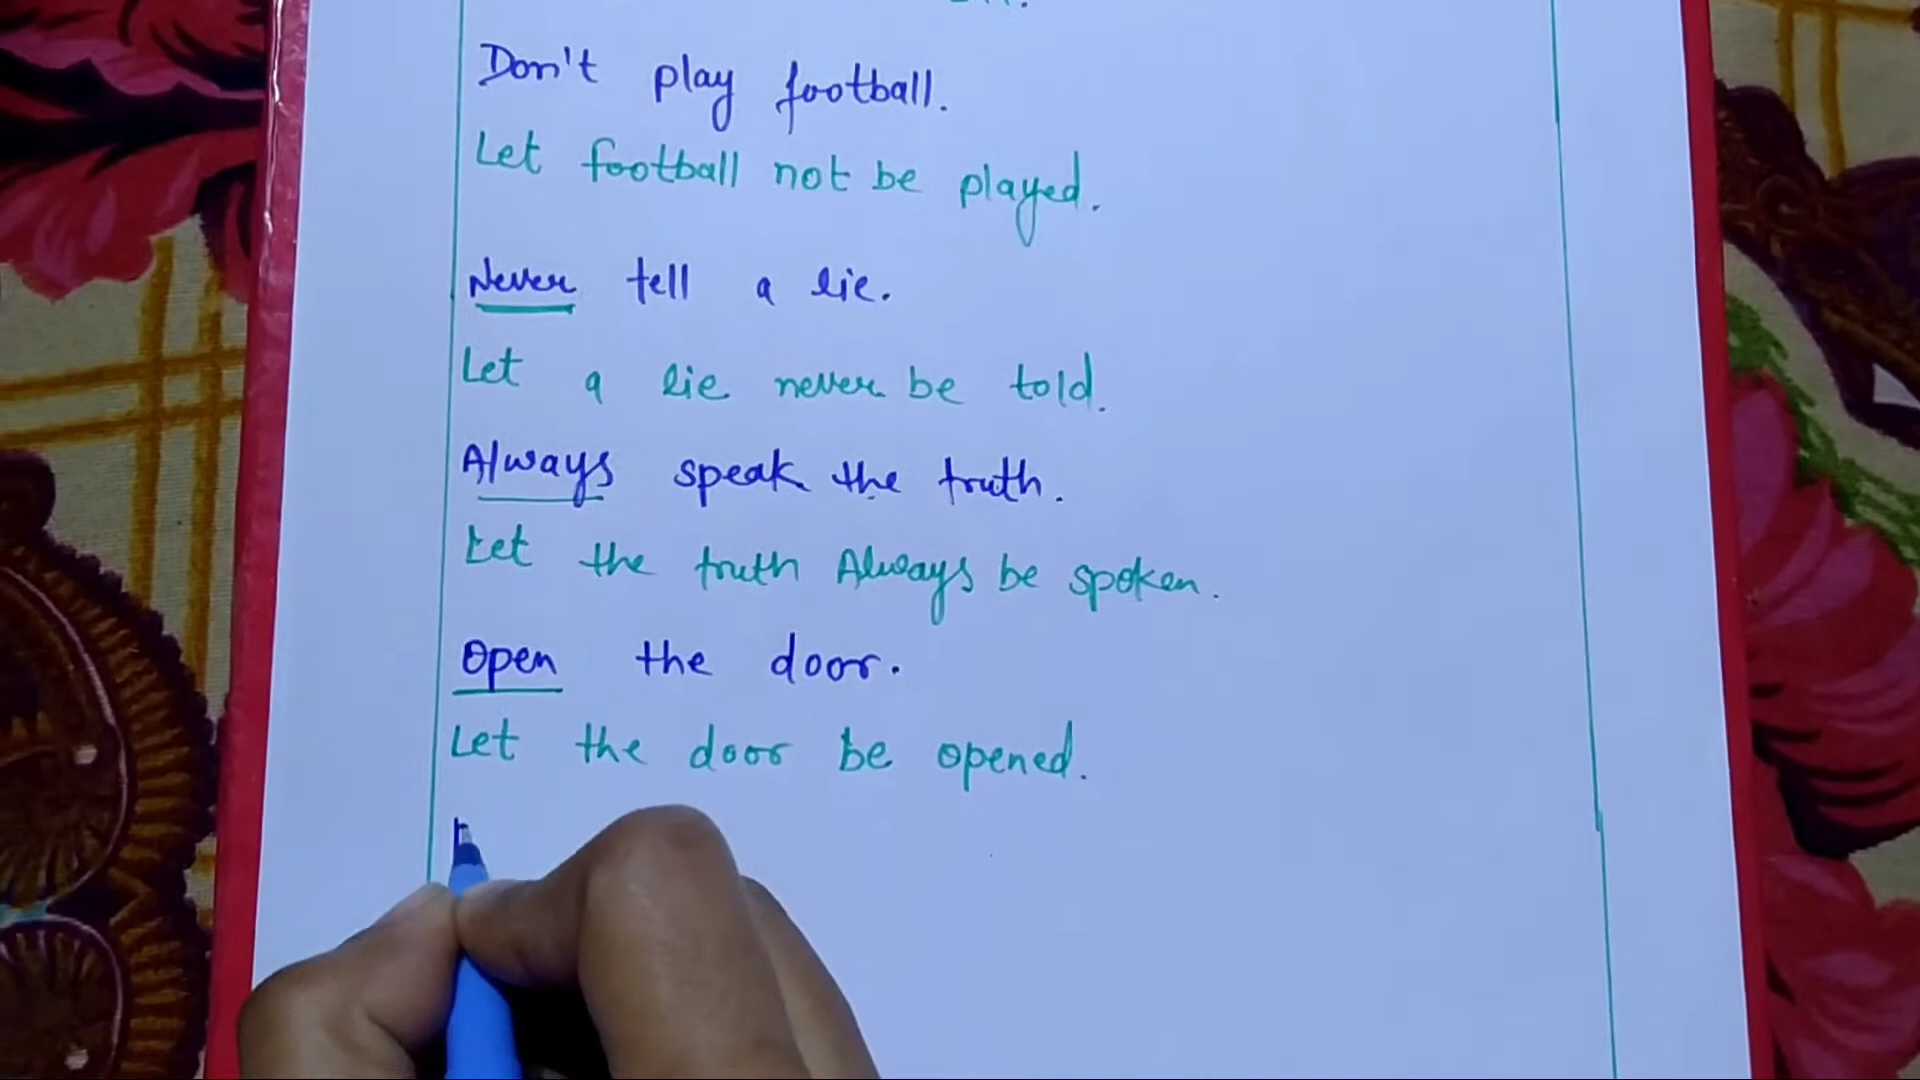 Don't play football.
Let football not be played.
Never tell a lie.
Let a lie never be told.
Always speak the truth.
Let the truth Always be spoken.
Open the door.
Let the door be opened.